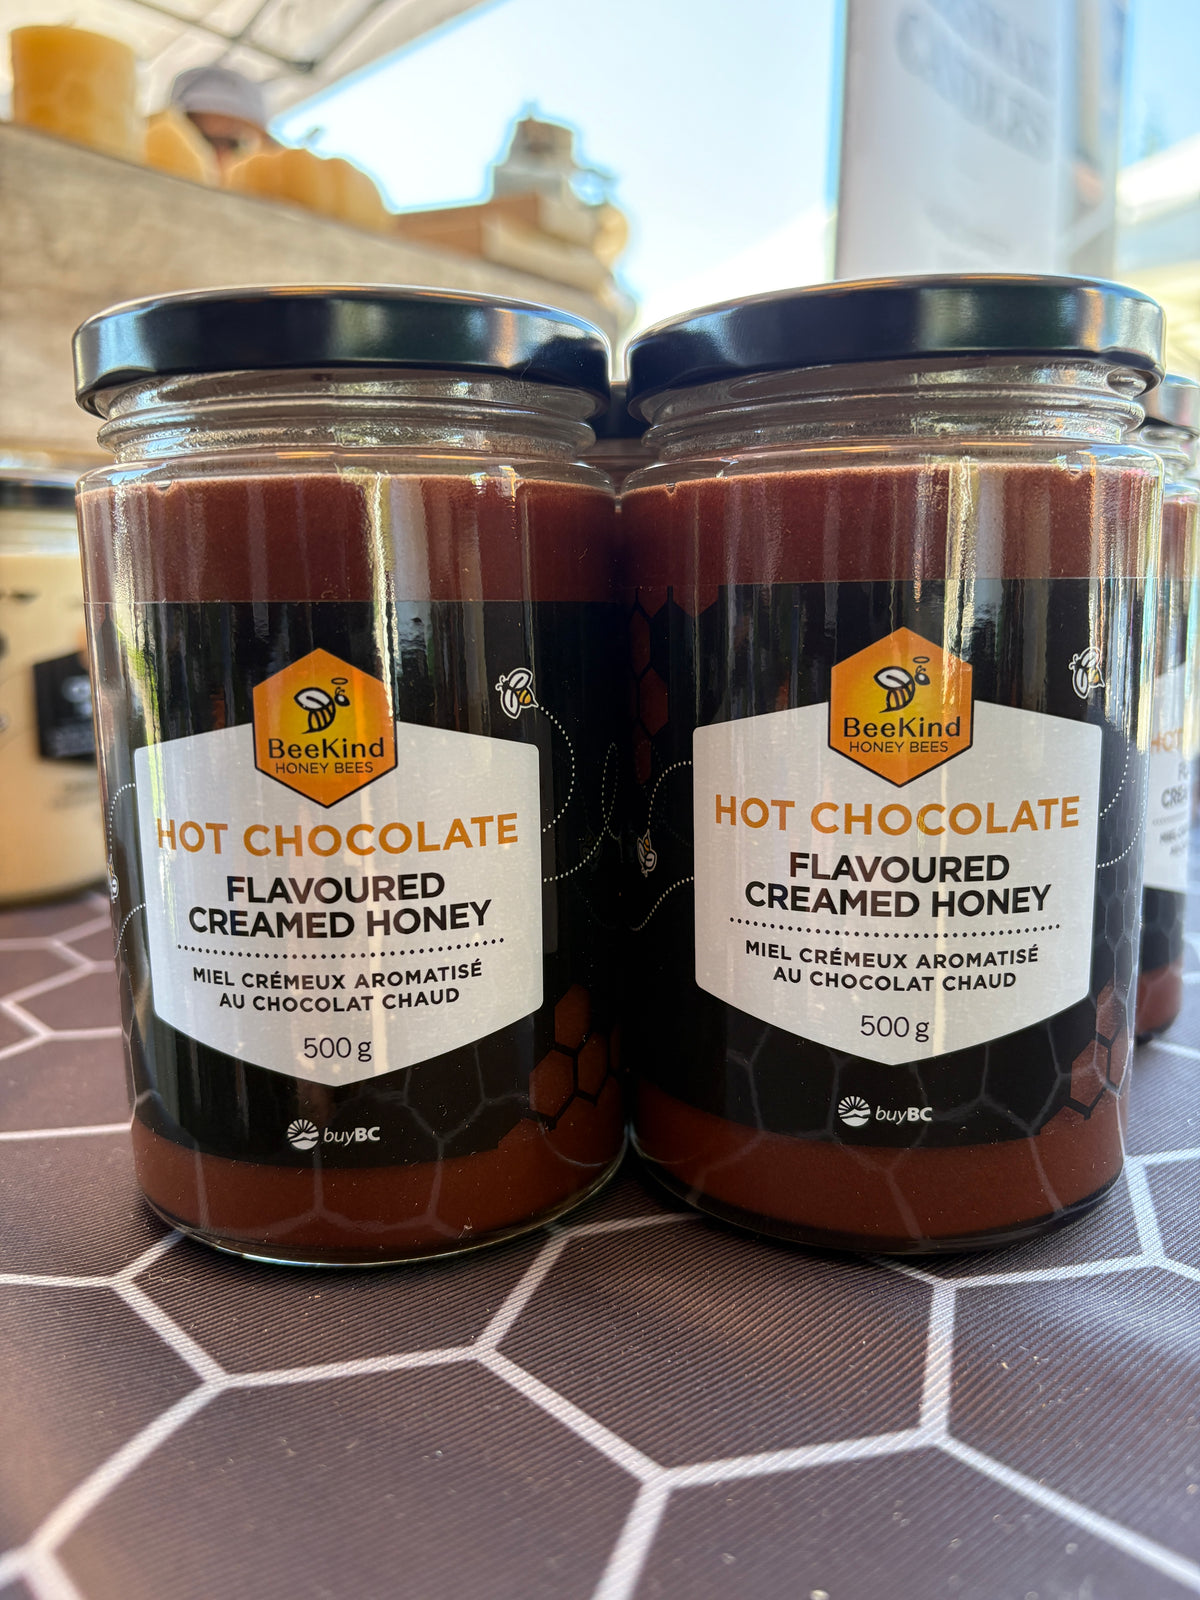 BeeKind
HONEY BEES
HOT CHOCOLATE
FLAVOURED
CREAMED HONEY
MIEL CRÉMEUX AROMATISÉ
AU CHOCOLAT CHAUD
500 g
buyBC
BeeKind
HONEY BEES
HOT CHOCOLATE
FLAVOURED
CREAMED HONEY
MIEL CRÉMEUX AROMATISÉ
AU CHOCOLAT CHAUD
500 g
buyBC
CANDLES